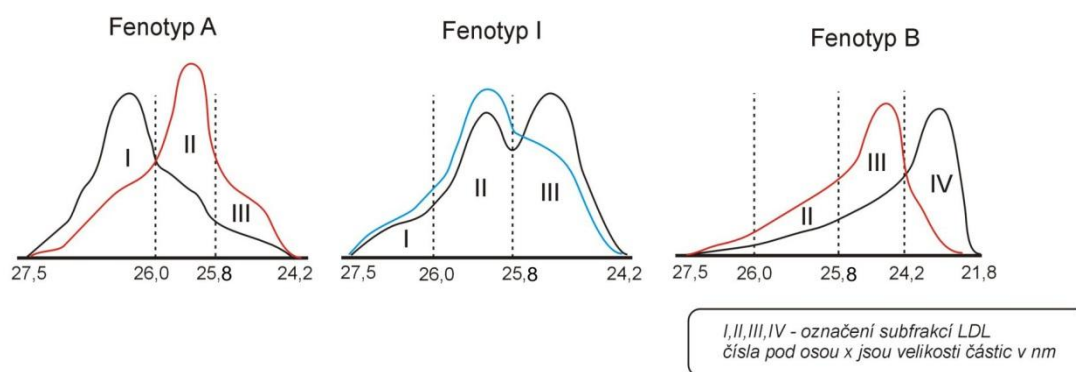 Fenotyp A
Fenotyp I
Fenotyp B
I
II
III
27,5
26,0
25,8
24,2
I
II
III
27,5
26,0
25,8
24,2
II
III
IV
27,5
26,0
25,8
24,2
21,8
I,II,III,IV - označení subfrakcí LDL
čísla pod osou x jsou velikosti částic v nm